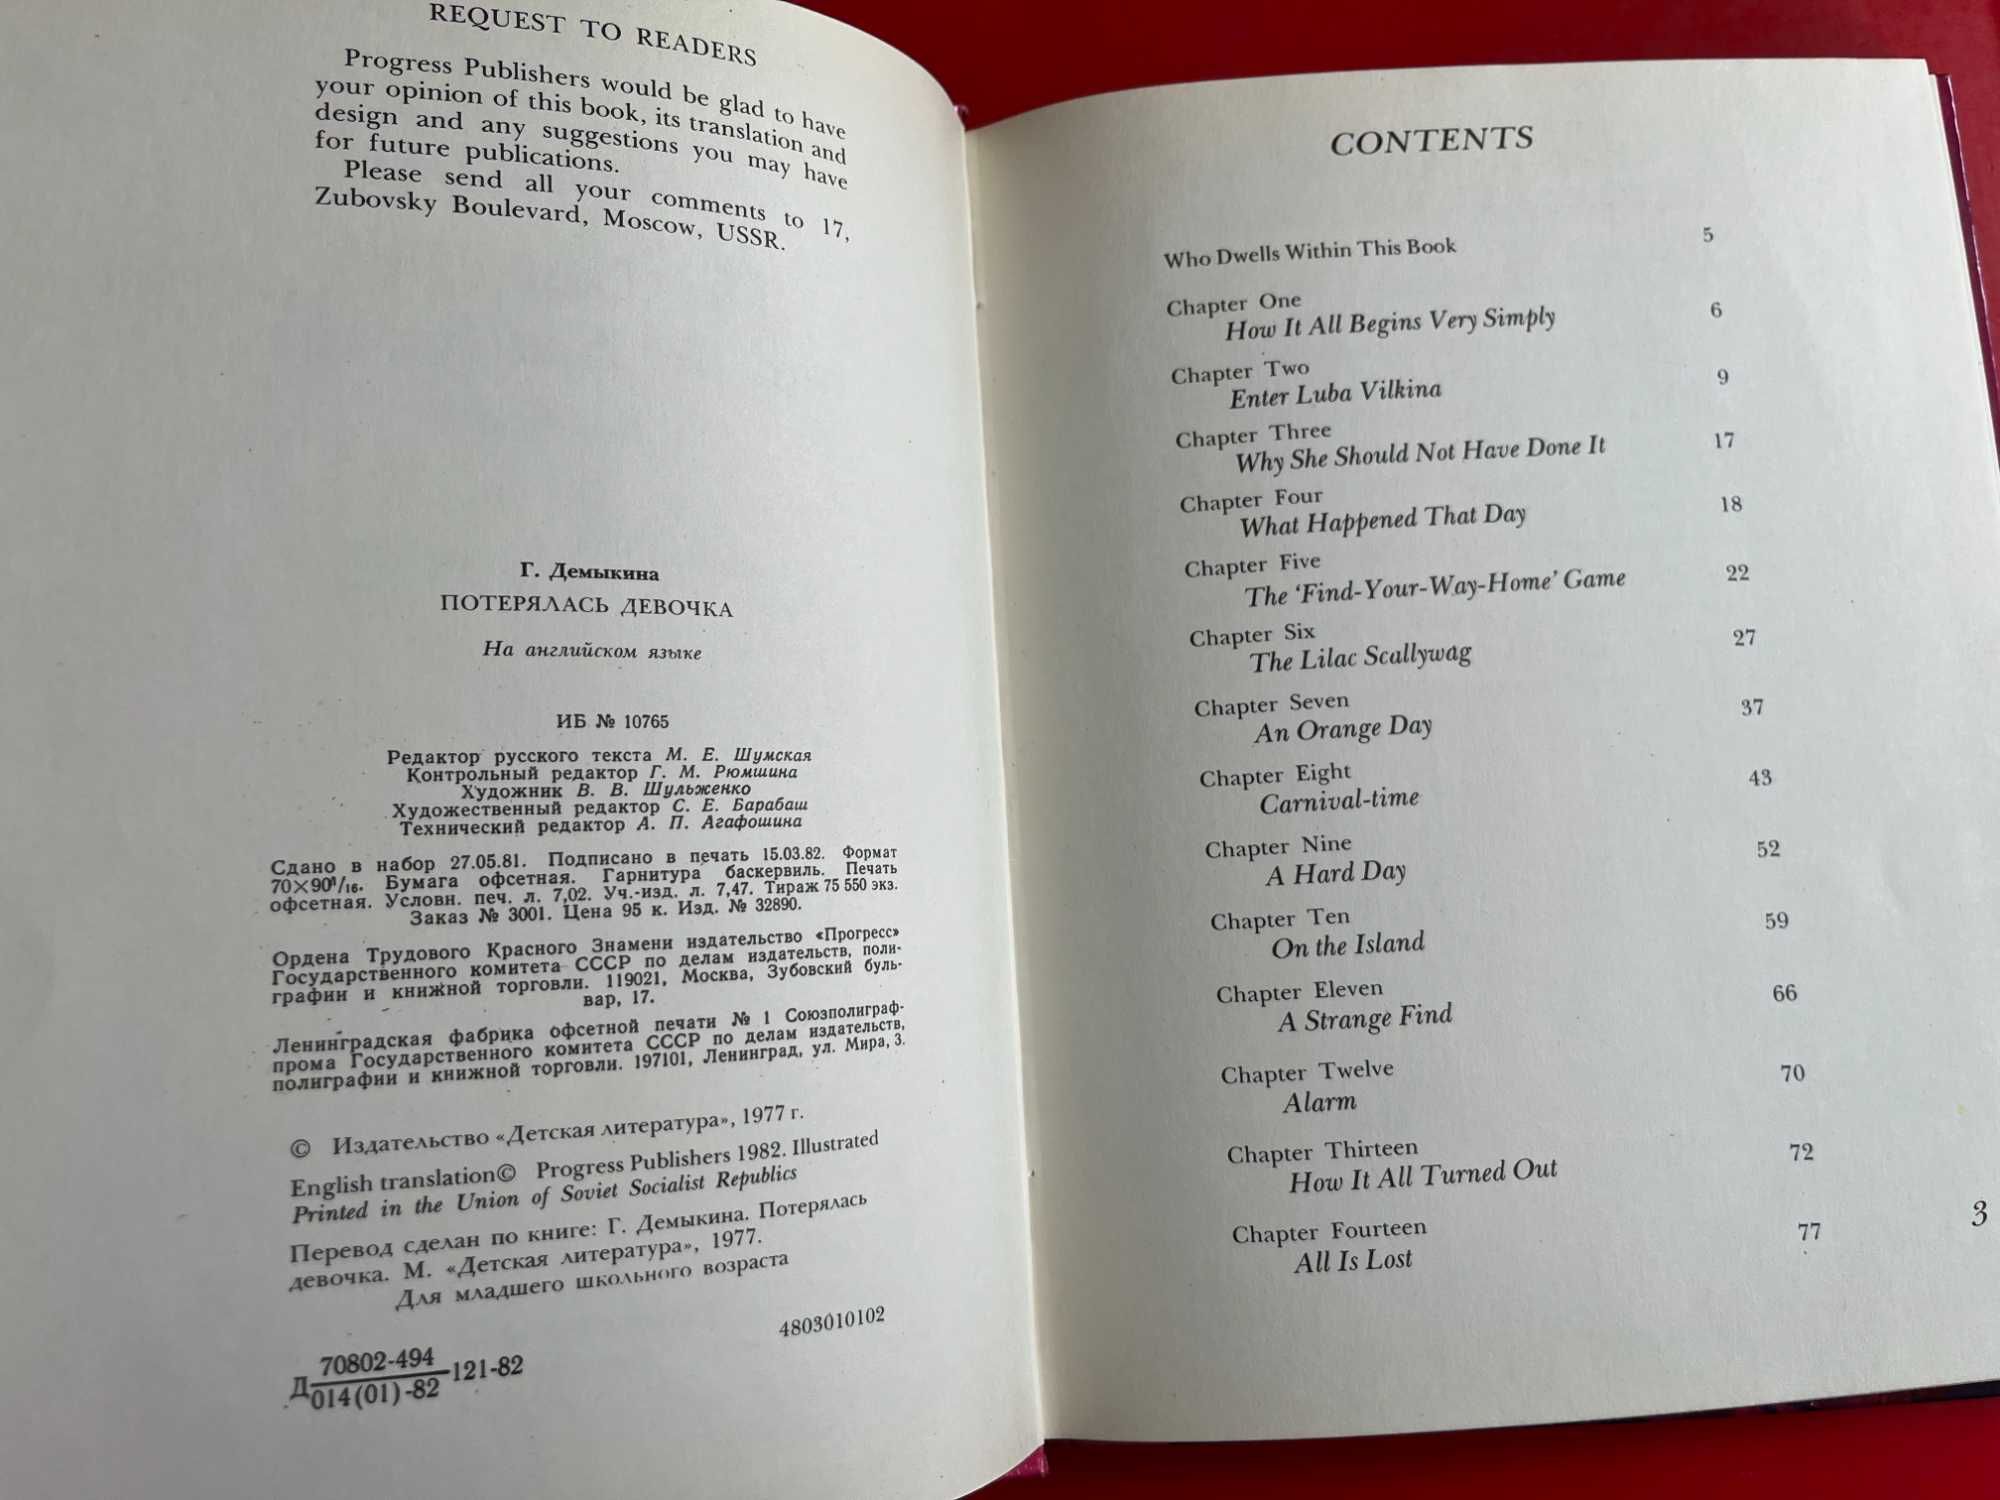 REQUEST TO READERS
Progress Publishers would be glad to have
your opinion of this book, its translation and
design and any suggestions you may have
for future publications.
Please send all your comments to 17,
Zubovsky Boulevard, Moscow, USSR.
Г. Демыкина
ПОТЕРЯЛАСЬ ДЕВОЧКА
На английском языке
ИБ № 10765
Редактор русского текста М. Е. Шумская
Контрольный редактор Г. М. Рюмшина
Художник В. В. Шульженко
Художественный редактор С. Е. Барабаш
Технический редактор А. П. Агафошина
Сдано в набор 27.05.81. Подписано в печать 15.03.82. Формат
70×90¹/₁₆. Бумага офсетная. Гарнитура баскервиль. Печать
офсетная. Условн. печ. л. 7,02. Уч.-изд. л. 7,47. Тираж 75 550 экз.
Заказ № 3001. Цена 95 к. Изд. № 32890.
Ордена Трудового Красного Знамени издательство «Прогресс»
Государственного комитета СССР по делам издательств, поли-
графии и книжной торговли. 119021, Москва, Зубовский буль-
вар, 17.
Ленинградская фабрика офсетной печати № 1 Союзполиграф-
прома Государственного комитета СССР по делам издательств,
полиграфии и книжной торговли. 197101, Ленинград, ул. Мира, 3.
© Издательство «Детская литература», 1977 г.
English translation© Progress Publishers 1982. Illustrated
Printed in the Union of Soviet Socialist Republics
Перевод сделан по книге: Г. Демыкина. Потерялась
девочка. М. «Детская литература», 1977.
Для младшего школьного возраста
4803010102
Д 70802-494 121-82
014(01)-82
CONTENTS
Who Dwells Within This Book 5
Chapter One
How It All Begins Very Simply 6
Chapter Two
Enter Luba Vilkina 9
Chapter Three
Why She Should Not Have Done It 17
Chapter Four
What Happened That Day 18
Chapter Five
The ‘Find-Your-Way-Home’ Game 22
Chapter Six
The Lilac Scallywag 27
Chapter Seven
An Orange Day 37
Chapter Eight
Carnival-time 43
Chapter Nine
A Hard Day 52
Chapter Ten
On the Island 59
Chapter Eleven
A Strange Find 66
Chapter Twelve
Alarm 70
Chapter Thirteen
How It All Turned Out 72
Chapter Fourteen
All Is Lost 77
3